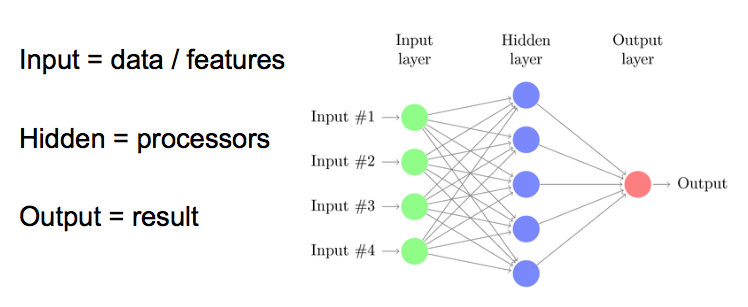 Input = data / features
Hidden = processors
Output = result
Input
layer
Hidden
layer
Output
layer
Input #1
Input #2
Input #3
Input #4
Output